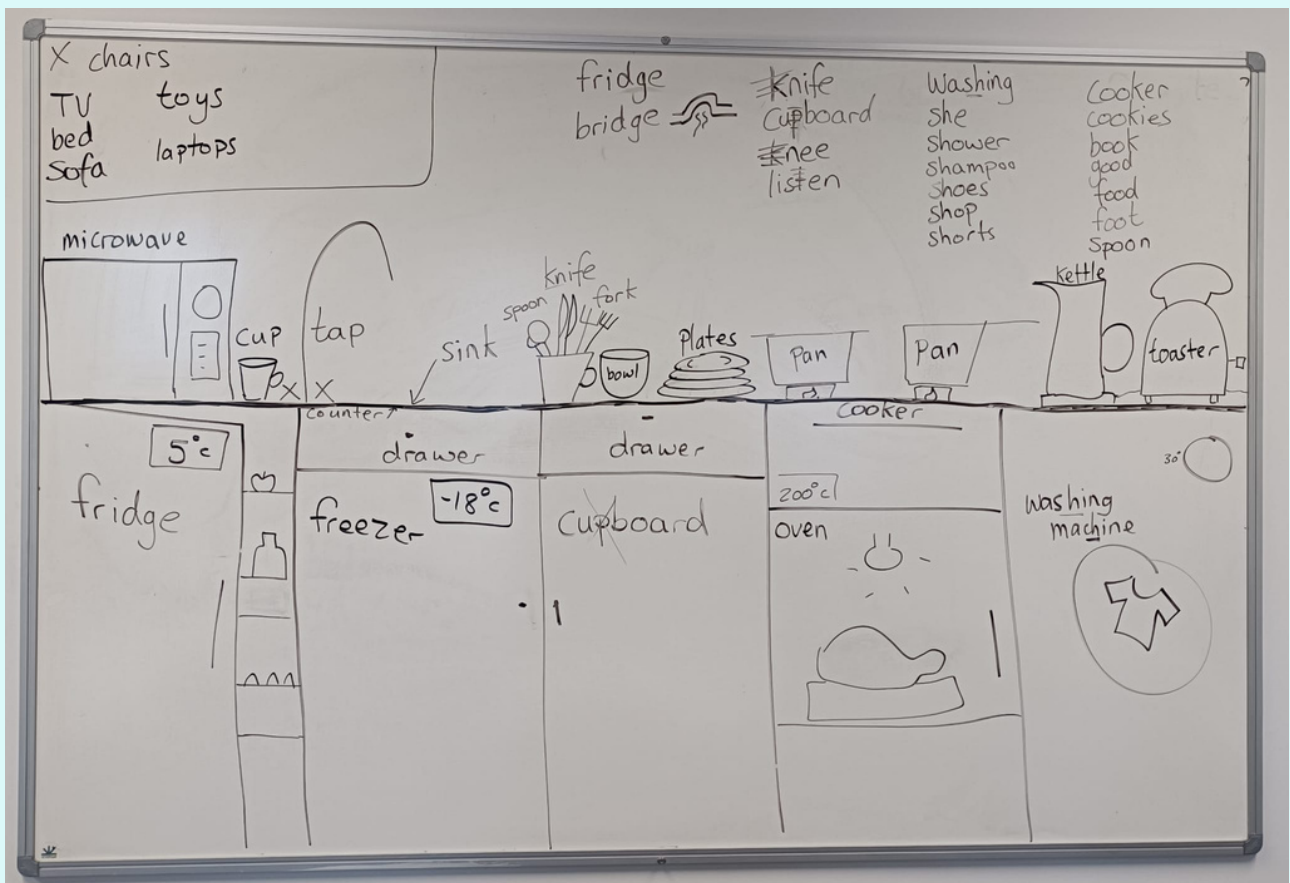 X chairs
TV toys
bed
sofa laptops
fridge
bridge
knife
cupboard
knee
listen
Washing
she
shower
shampoo
shoes
shop
shorts
Cooker
cookies
book
good
food
foot
spoon
microwave
cup
tap
sink
spoon
knife
fork
bowl
Plates
Pan
Pan
kettle
toaster
X X
counter
Cooker
5°c
fridge
drawer
-18°c
freezer
drawer
cupboard
200°c
oven
30°
washing
machine